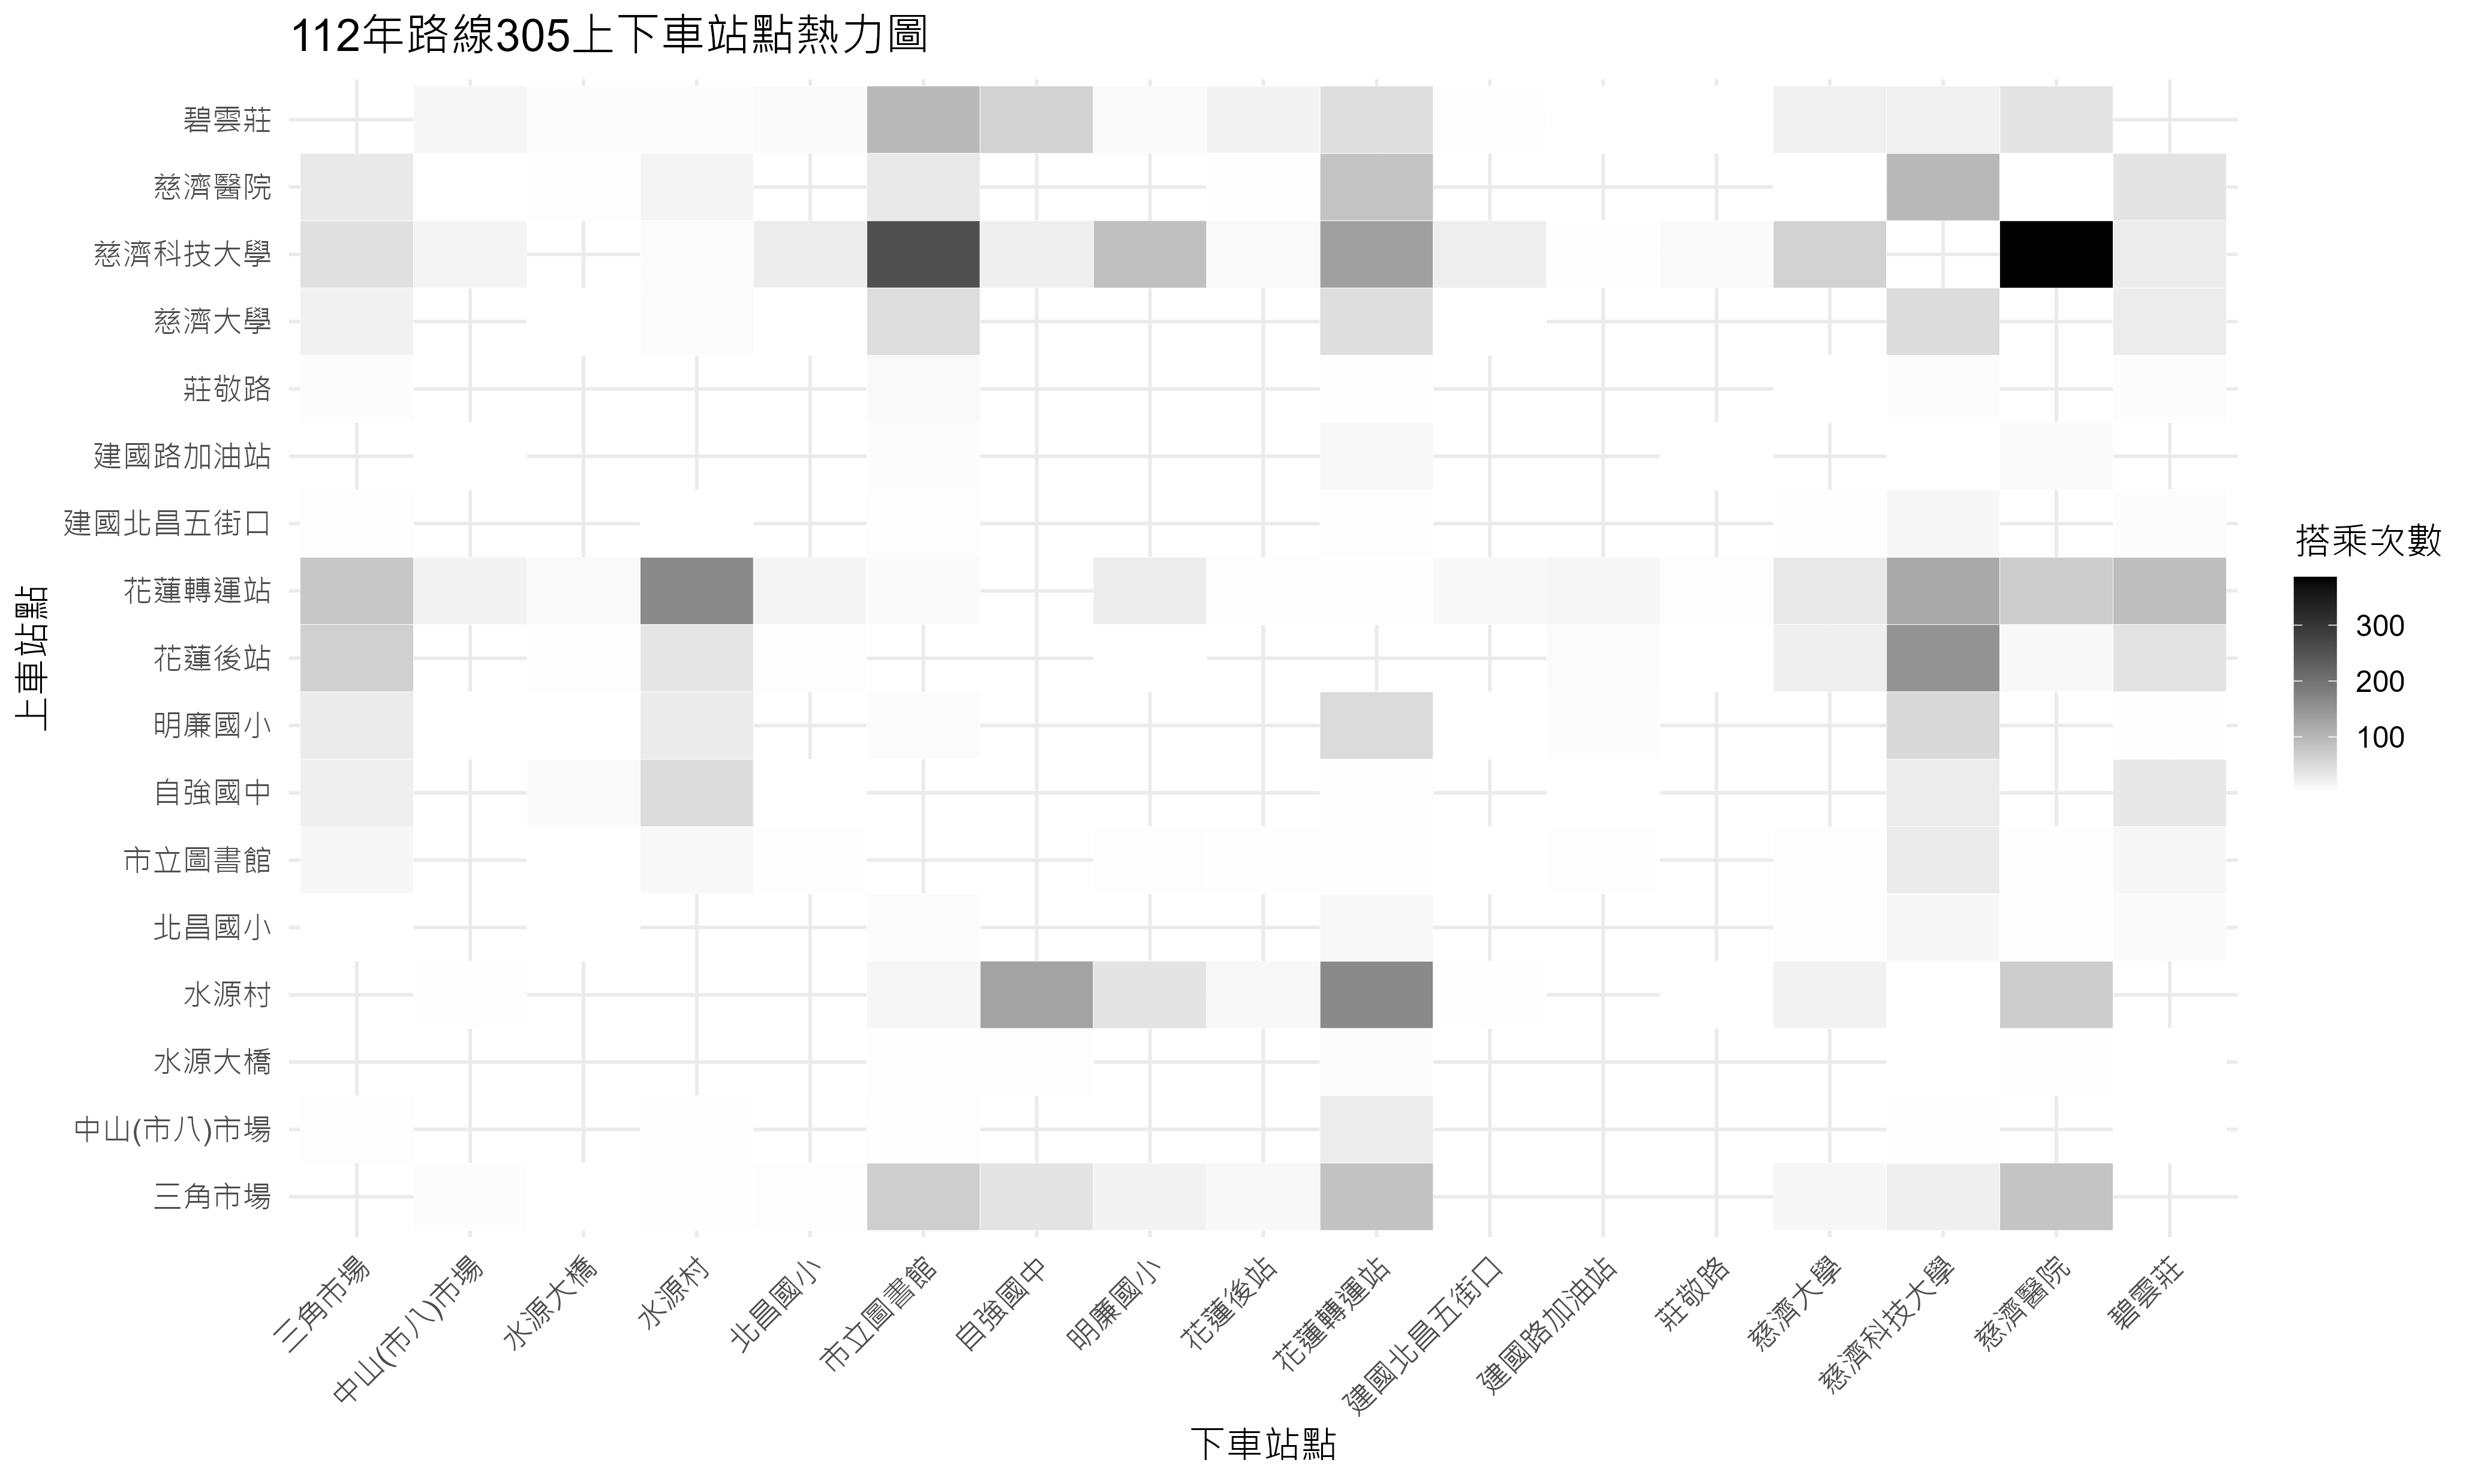 112年路線305上下車站點熱力圖
上車站點
碧雲莊
慈濟醫院
慈濟科技大學
慈濟大學
莊敬路
建國路加油站
建國北昌五街口
花蓮轉運站
花蓮後站
明廉國小
自強國中
市立圖書館
北昌國小
水源村
水源大橋
中山(市八)市場
三角市場
三角市場
中山(市八)市場
水源大橋
水源村
北昌國小
市立圖書館
自強國中
明廉國小
花蓮後站
花蓮轉運站
建國北昌五街口
建國路加油站
莊敬路
慈濟大學
慈濟科技大學
慈濟醫院
碧雲莊
下車站點
搭乘次數
300
200
100